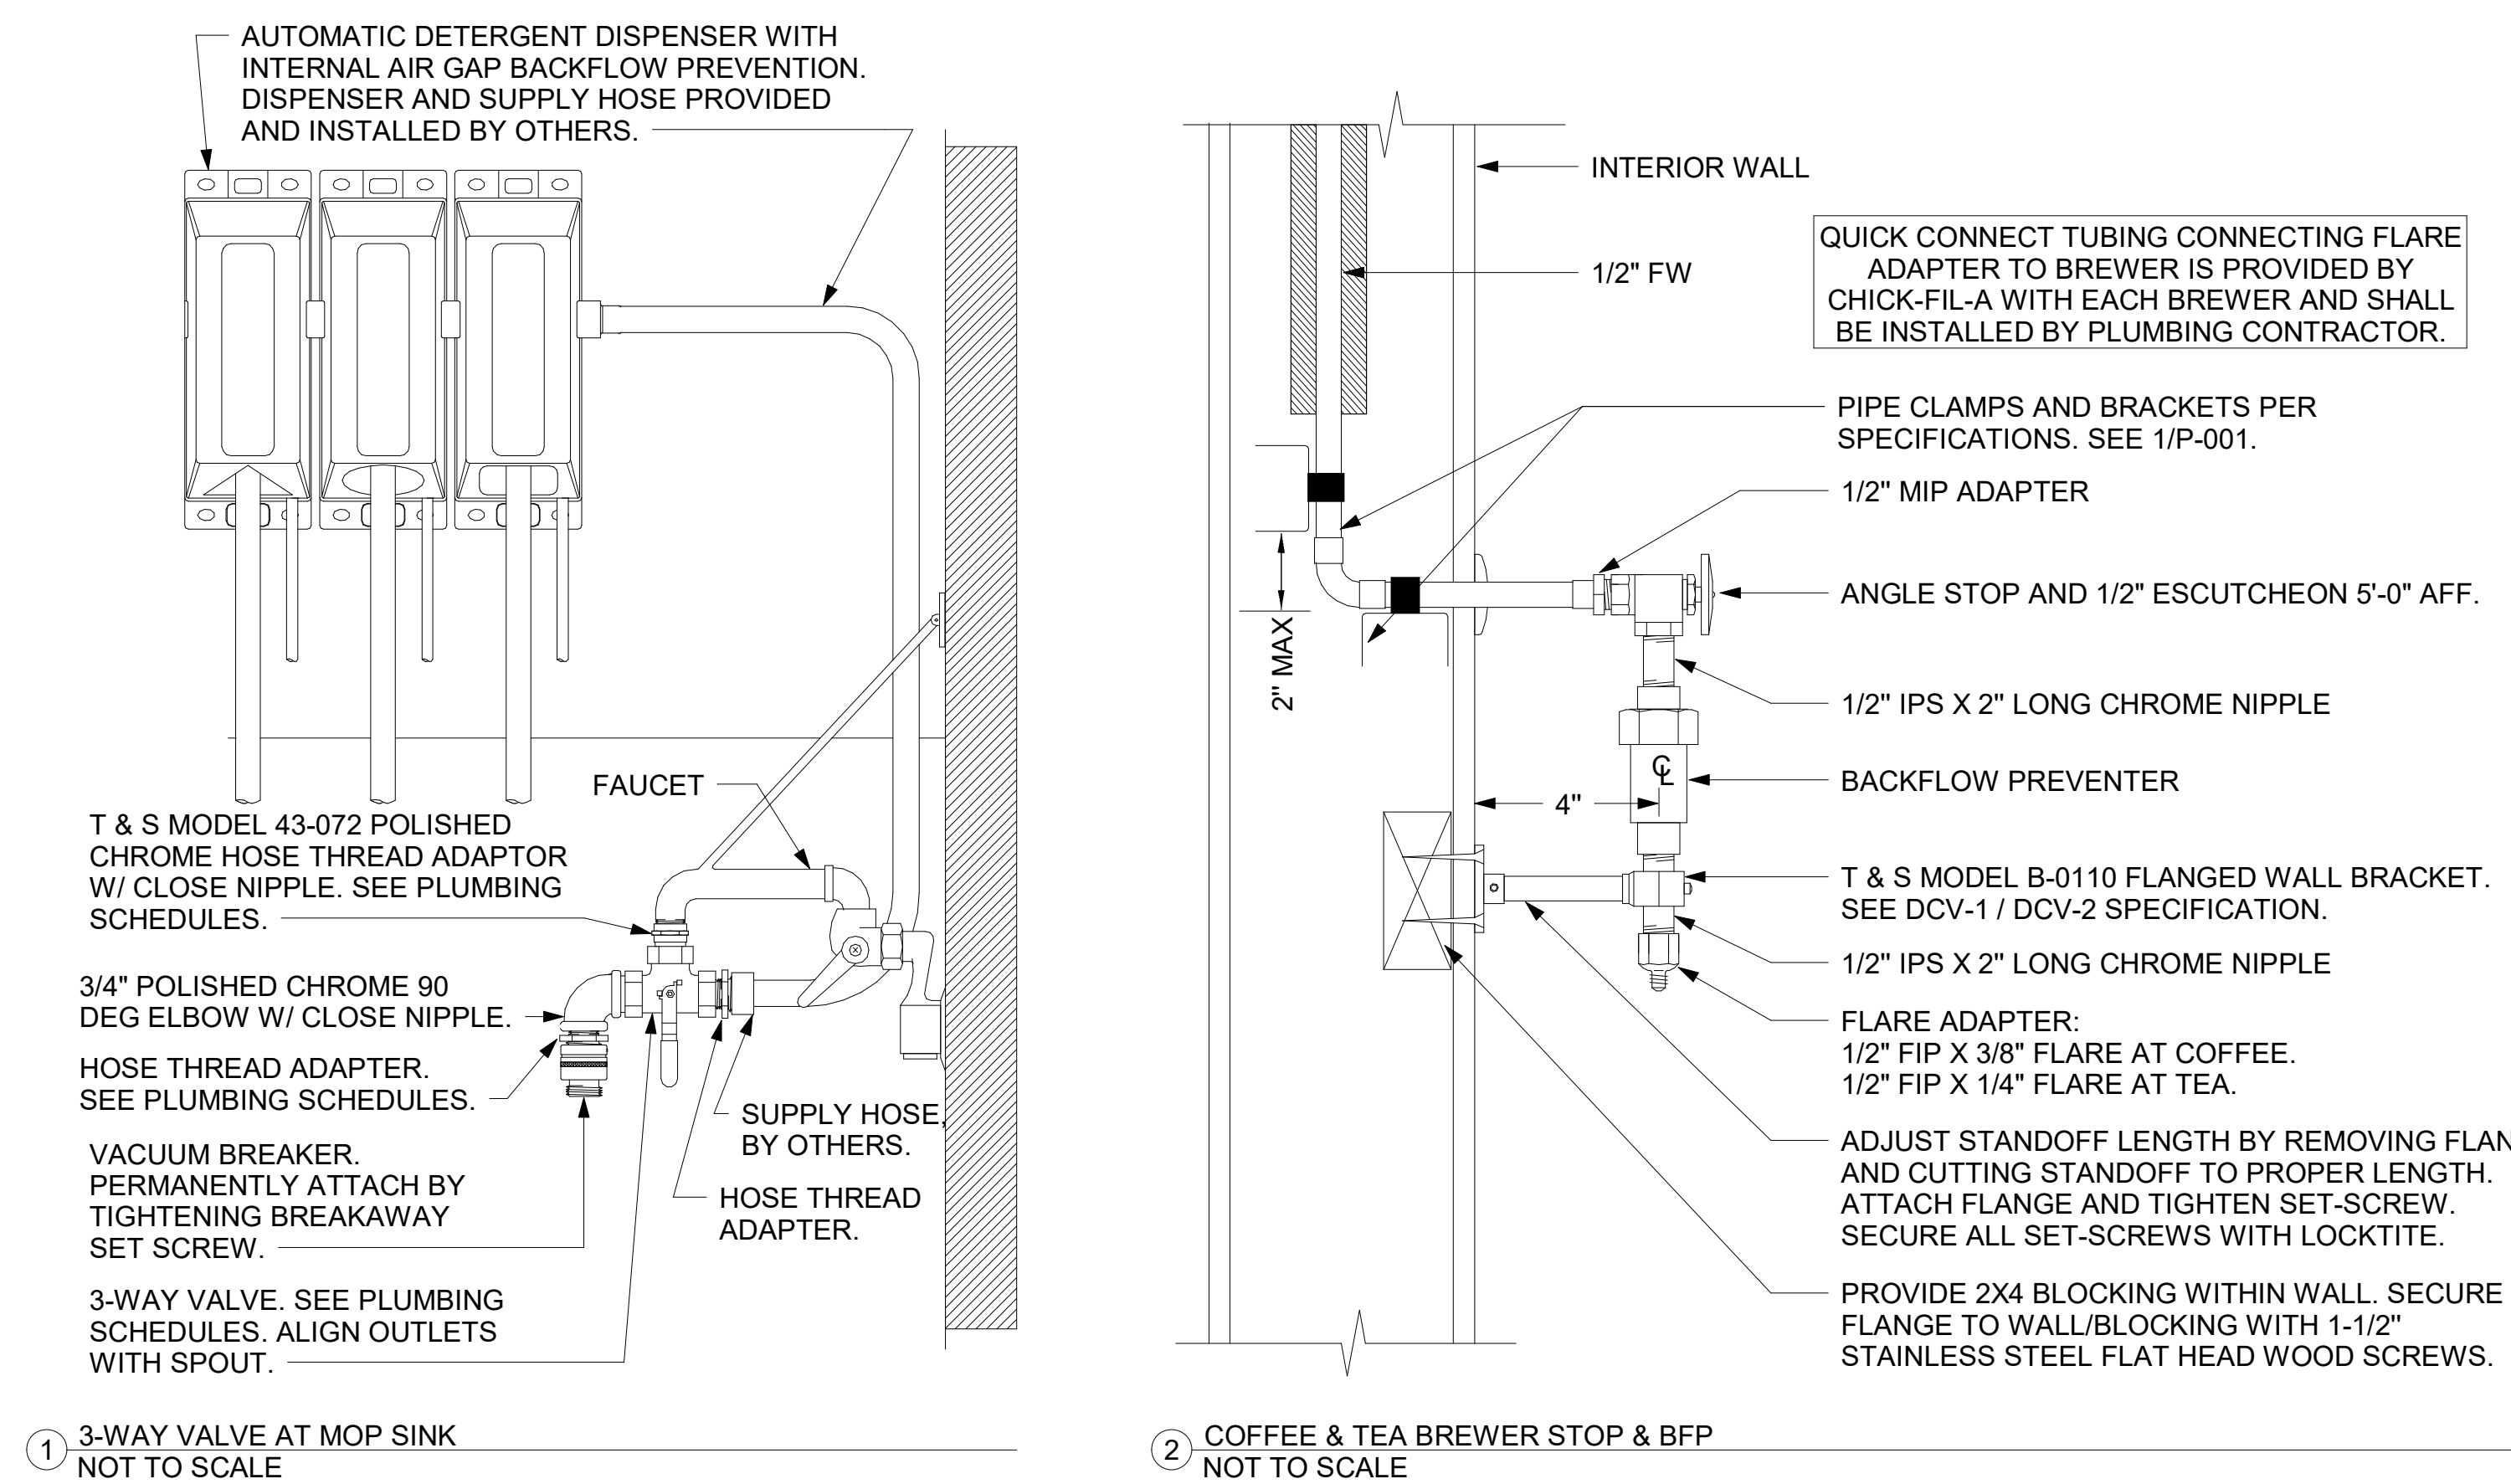 AUTOMATIC DETERGENT DISPENSER WITH
INTERNAL AIR GAP BACKFLOW PREVENTION.
DISPENSER AND SUPPLY HOSE PROVIDED
AND INSTALLED BY OTHERS.
FAUCET
T & S MODEL 43-072 POLISHED
CHROME HOSE THREAD ADAPTOR
W/ CLOSE NIPPLE. SEE PLUMBING
SCHEDULES.
3/4" POLISHED CHROME 90
DEG ELBOW W/ CLOSE NIPPLE.
HOSE THREAD ADAPTER.
SEE PLUMBING SCHEDULES.
VACUUM BREAKER.
PERMANENTLY ATTACH BY
TIGHTENING BREAKAWAY
SET SCREW.
3-WAY VALVE. SEE PLUMBING
SCHEDULES. ALIGN OUTLETS
WITH SPOUT.
SUPPLY HOSE,
BY OTHERS.
HOSE THREAD
ADAPTER.
1
3-WAY VALVE AT MOP SINK
NOT TO SCALE
INTERIOR WALL
1/2" FW
QUICK CONNECT TUBING CONNECTING FLARE
ADAPTER TO BREWER IS PROVIDED BY
CHICK-FIL-A WITH EACH BREWER AND SHALL
BE INSTALLED BY PLUMBING CONTRACTOR.
PIPE CLAMPS AND BRACKETS PER
SPECIFICATIONS. SEE 1/P-001.
1/2" MIP ADAPTER
ANGLE STOP AND 1/2" ESCUTCHEON 5'-0" AFF.
2" MAX
1/2" IPS X 2" LONG CHROME NIPPLE
CL
BACKFLOW PREVENTER
4"
T & S MODEL B-0110 FLANGED WALL BRACKET.
SEE DCV-1 / DCV-2 SPECIFICATION.
1/2" IPS X 2" LONG CHROME NIPPLE
FLARE ADAPTER:
1/2" FIP X 3/8" FLARE AT COFFEE.
1/2" FIP X 1/4" FLARE AT TEA.
ADJUST STANDOFF LENGTH BY REMOVING FLAN
AND CUTTING STANDOFF TO PROPER LENGTH.
ATTACH FLANGE AND TIGHTEN SET-SCREW.
SECURE ALL SET-SCREWS WITH LOCKTITE.
PROVIDE 2X4 BLOCKING WITHIN WALL. SECURE
FLANGE TO WALL/BLOCKING WITH 1-1/2"
STAINLESS STEEL FLAT HEAD WOOD SCREWS.
2
COFFEE & TEA BREWER STOP & BFP
NOT TO SCALE